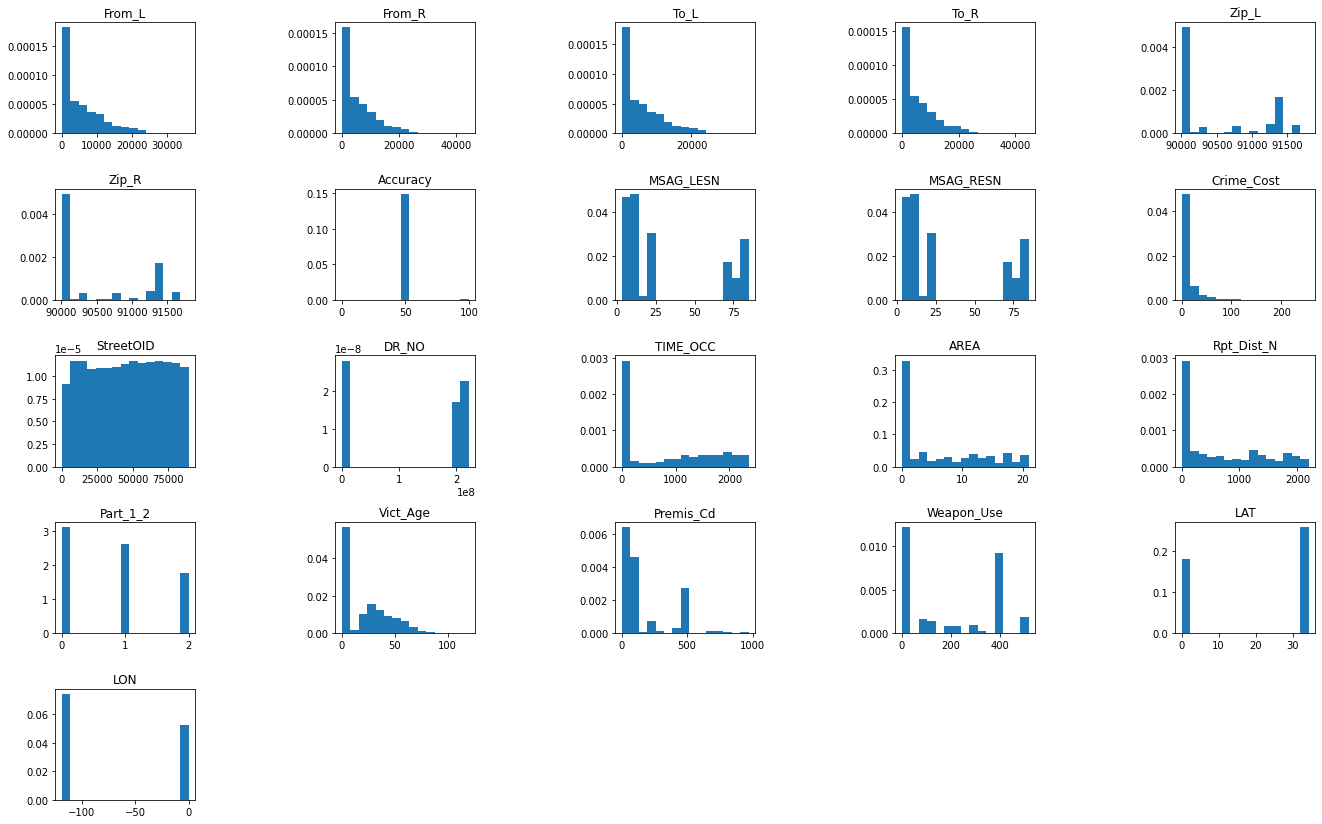 From_L
0.00015
0.00010
0.00005
0.00000
0 10000 20000 30000
From_R
0.00015
0.00010
0.00005
0.00000
0 20000 40000
To_L
0.00015
0.00010
0.00005
0.00000
0 20000
To_R
0.00015
0.00010
0.00005
0.00000
0 20000 40000
Zip_L
0.004
0.002
0.000
90000 90500 91000 91500
Zip_R
0.004
0.002
0.000
90000 90500 91000 91500
Accuracy
0.15
0.10
0.05
0.00
0 50 100
MSAG_LESN
0.04
0.02
0.00
0 25 50 75
MSAG_RESN
0.04
0.02
0.00
0 25 50 75
Crime_Cost
0.04
0.02
0.00
0 100 200
StreetOID
1e-5
1.00
0.75
0.50
0.25
0.00
0 25000 50000 75000
DR_NO
1e-8
2
1
0
0 1 2
1e8
TIME_OCC
0.003
0.002
0.001
0.000
0 1000 2000
AREA
0.3
0.2
0.1
0.0
0 10 20
Rpt_Dist_N
0.003
0.002
0.001
0.000
0 1000 2000
Part_1_2
3
2
1
0
0 1 2
Vict_Age
0.04
0.02
0.00
0 50 100
Premis_Cd
0.006
0.004
0.002
0.000
0 500 1000
Weapon_Use
0.010
0.005
0.000
0 200 400
LAT
0.2
0.1
0.0
0 10 20 30
LON
0.06
0.04
0.02
0.00
−100 −50 0